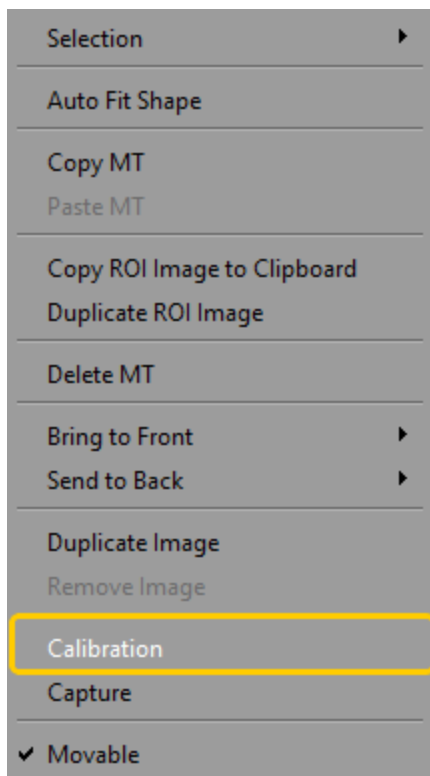 Selection
Auto Fit Shape
Copy MT
Paste MT
Copy ROI Image to Clipboard
Duplicate ROI Image
Delete MT
Bring to Front
Send to Back
Duplicate Image
Remove Image
Calibration
Capture
Movable